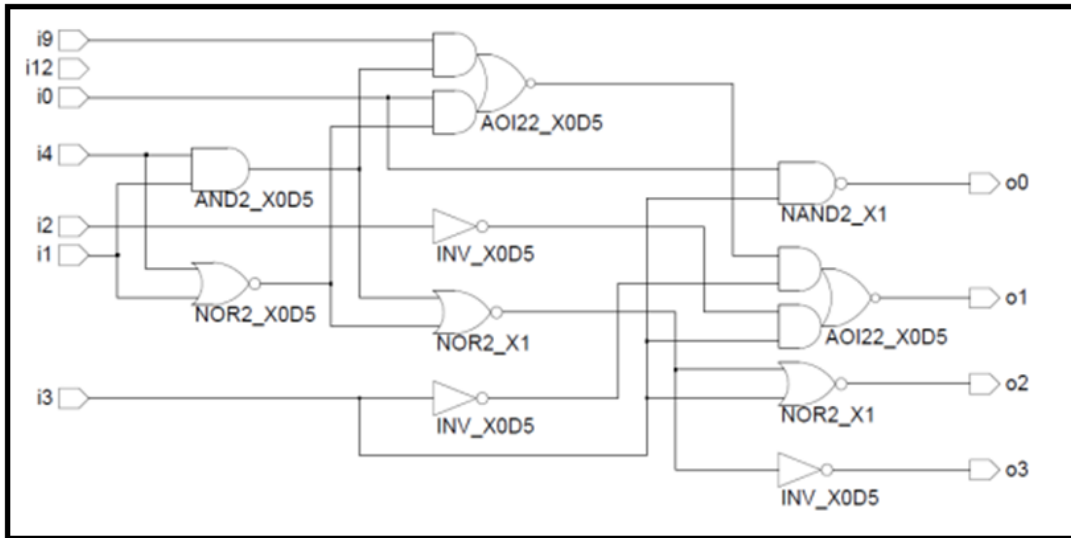 i9
i12
i0
AOI22_X0D5
i4
AND2_X0D5
o0
NAND2_X1
i2
i1
INV_X0D5
NOR2_X0D5
o1
NOR2_X1
AOI22_X0D5
i3
INV_X0D5
o2
NOR2_X1
o3
INV_X0D5